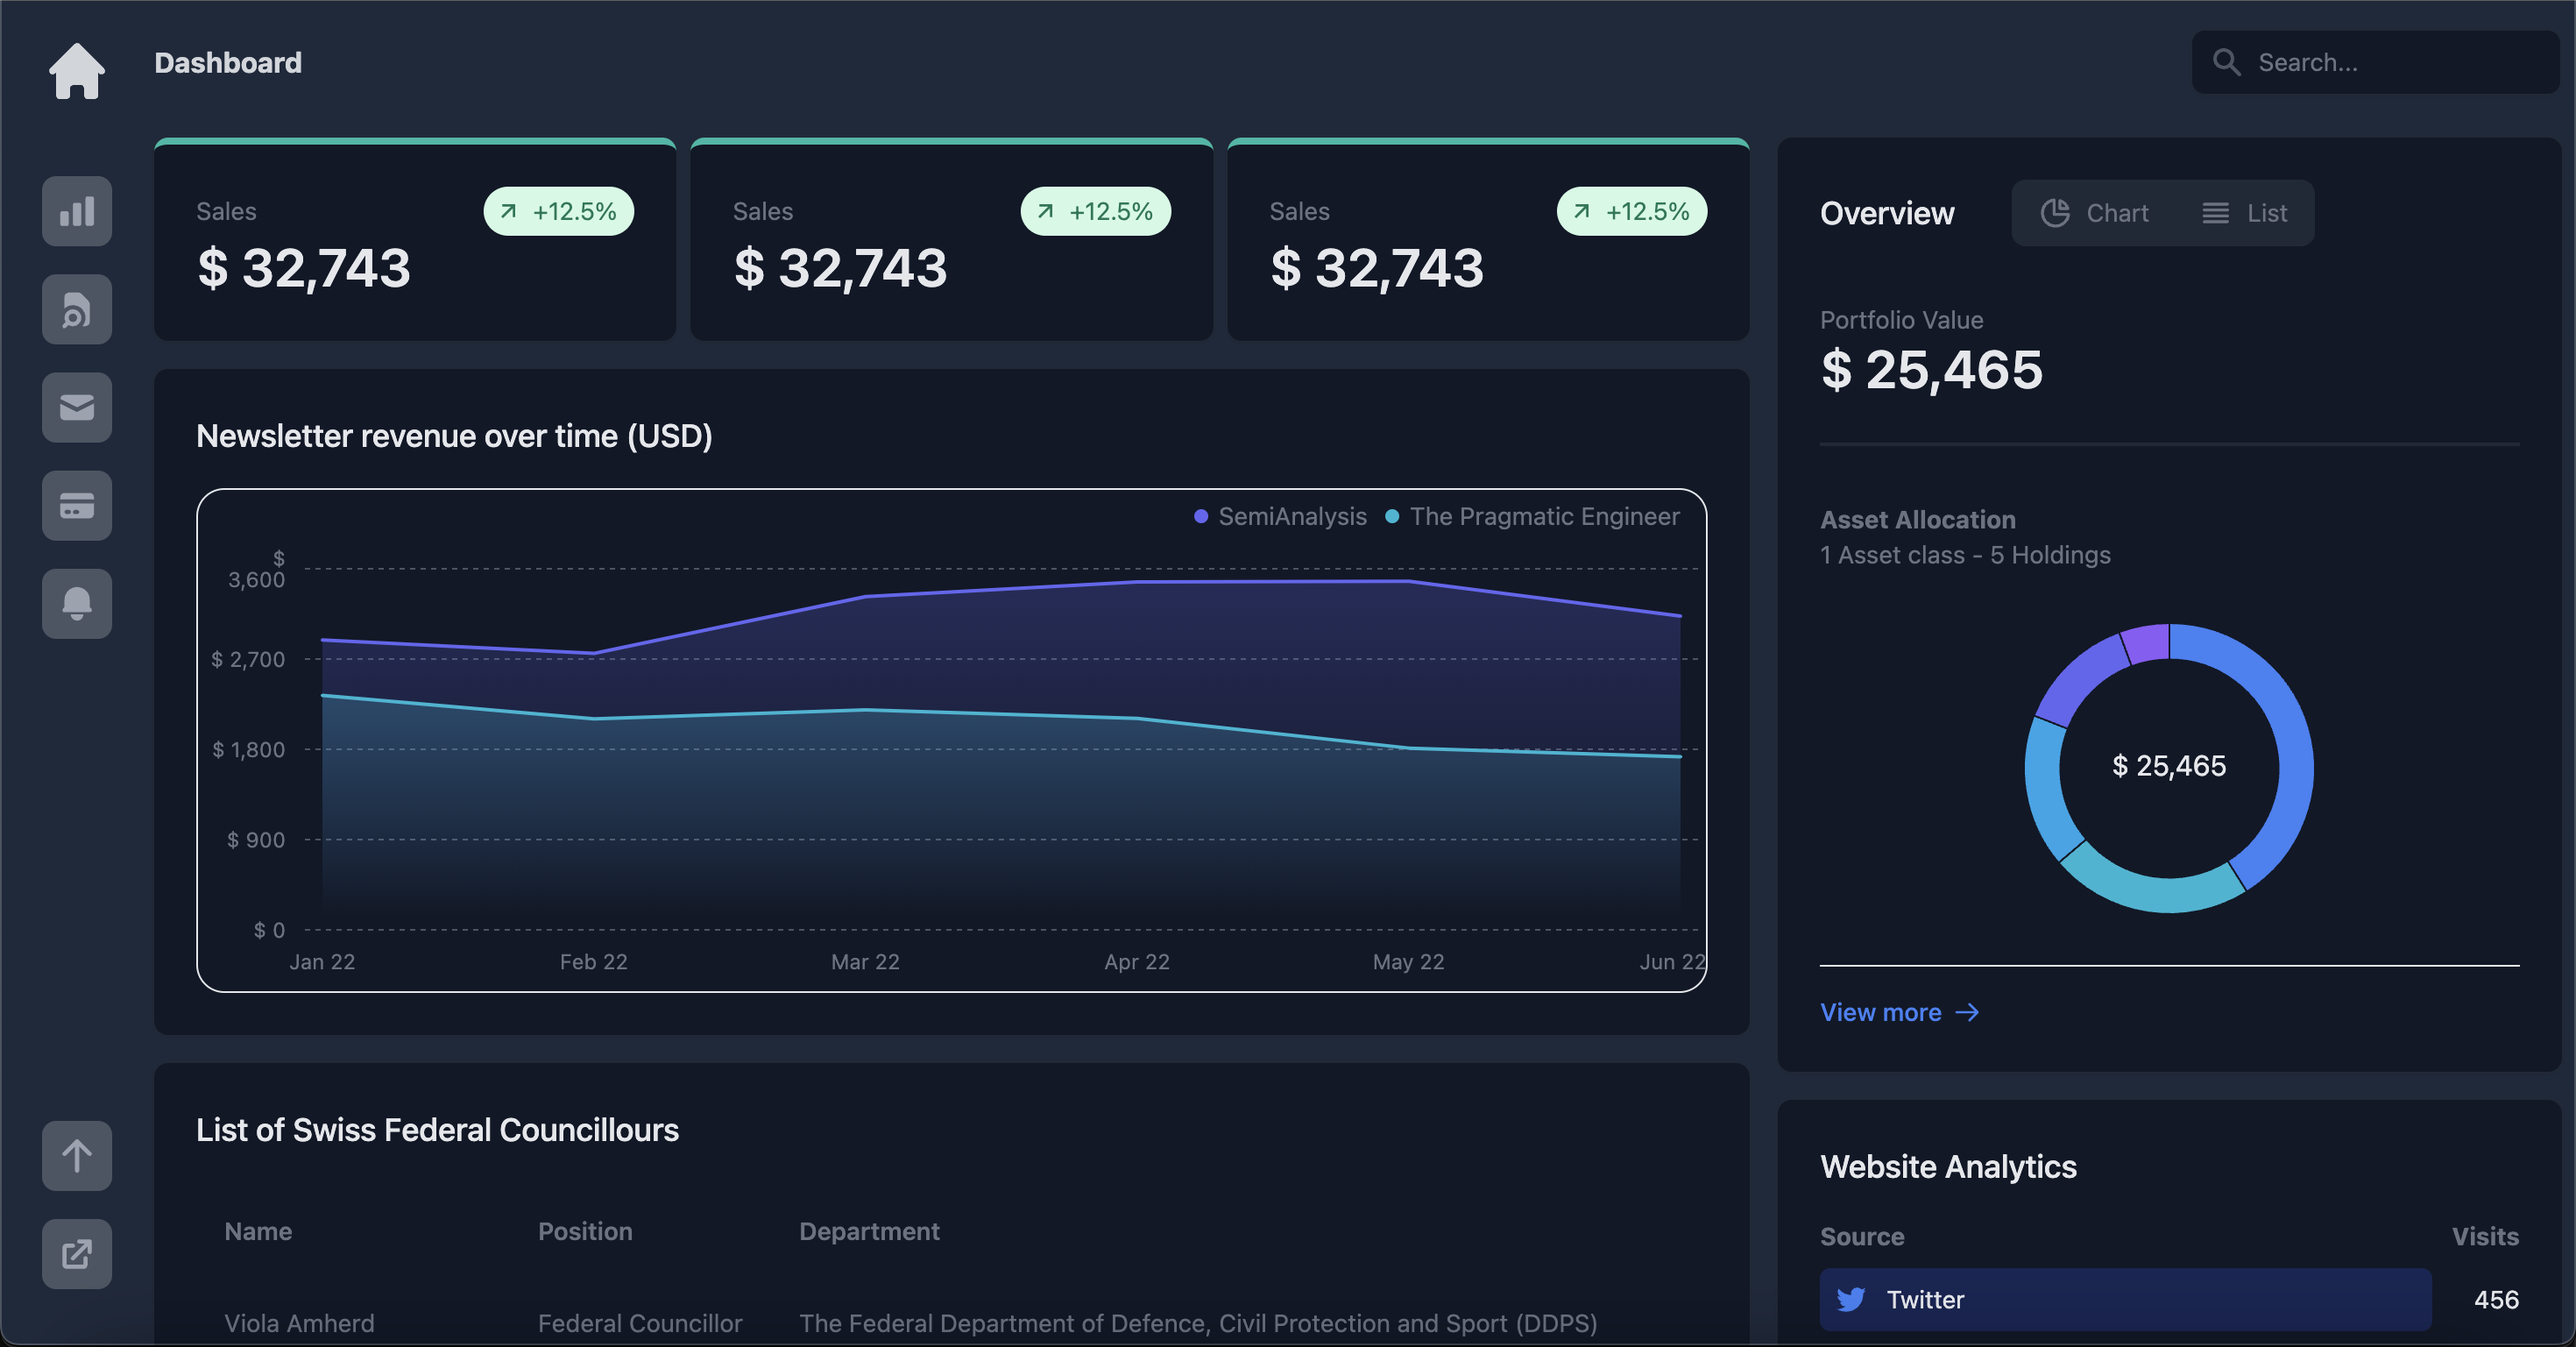 Dashboard
Search...
Sales
+12.5%
$ 32,743
Sales
+12.5%
$ 32,743
Sales
+12.5%
$ 32,743
Overview
Chart
List
Portfolio Value
$ 25,465
Newsletter revenue over time (USD)
SemiAnalysis
The Pragmatic Engineer
$
3,600
$ 2,700
$ 1,800
$ 900
$ 0
Jan 22
Feb 22
Mar 22
Apr 22
May 22
Jun 22
Asset Allocation
1 Asset class - 5 Holdings
$ 25,465
View more
List of Swiss Federal Councillours
Name
Position
Department
Viola Amherd
Federal Councillor
The Federal Department of Defence, Civil Protection and Sport (DDPS)
Website Analytics
Source
Visits
Twitter
456